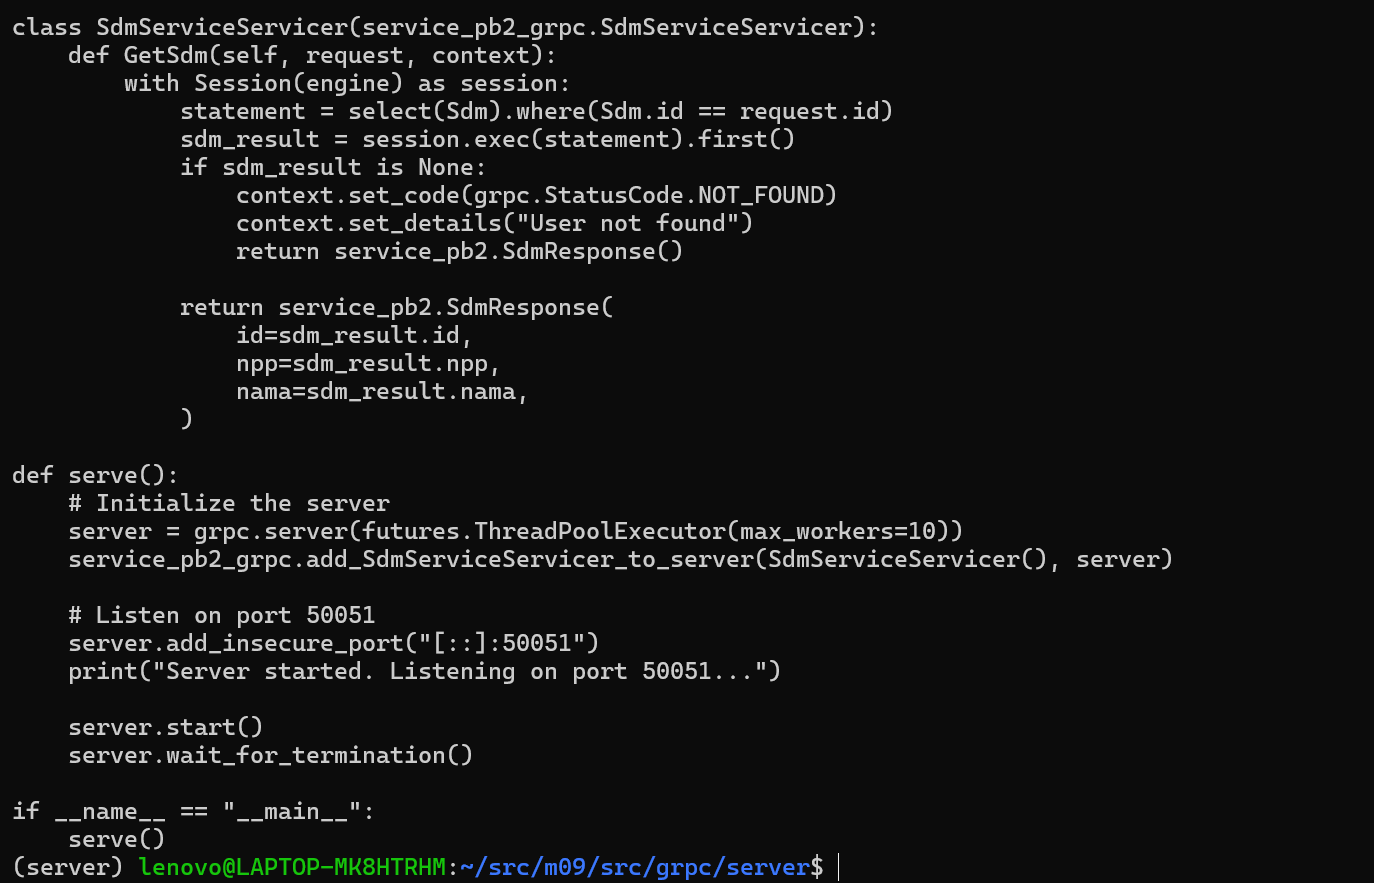 class SdmServiceServicer(service_pb2_grpc.SdmServiceServicer):
    def GetSdm(self, request, context):
        with Session(engine) as session:
            statement = select(Sdm).where(Sdm.id == request.id)
            sdm_result = session.exec(statement).first()
            if sdm_result is None:
                context.set_code(grpc.StatusCode.NOT_FOUND)
                context.set_details("User not found")
                return service_pb2.SdmResponse()

            return service_pb2.SdmResponse(
                id=sdm_result.id,
                npp=sdm_result.npp,
                nama=sdm_result.nama,
            )

def serve():
    # Initialize the server
    server = grpc.server(futures.ThreadPoolExecutor(max_workers=10))
    service_pb2_grpc.add_SdmServiceServicer_to_server(SdmServiceServicer(), server)

    # Listen on port 50051
    server.add_insecure_port("[::]:50051")
    print("Server started. Listening on port 50051...")

    server.start()
    server.wait_for_termination()

if __name__ == "__main__":
    serve()
(server) lenovo@LAPTOP-MK8HTRHM:~/src/m09/src/grpc/server$